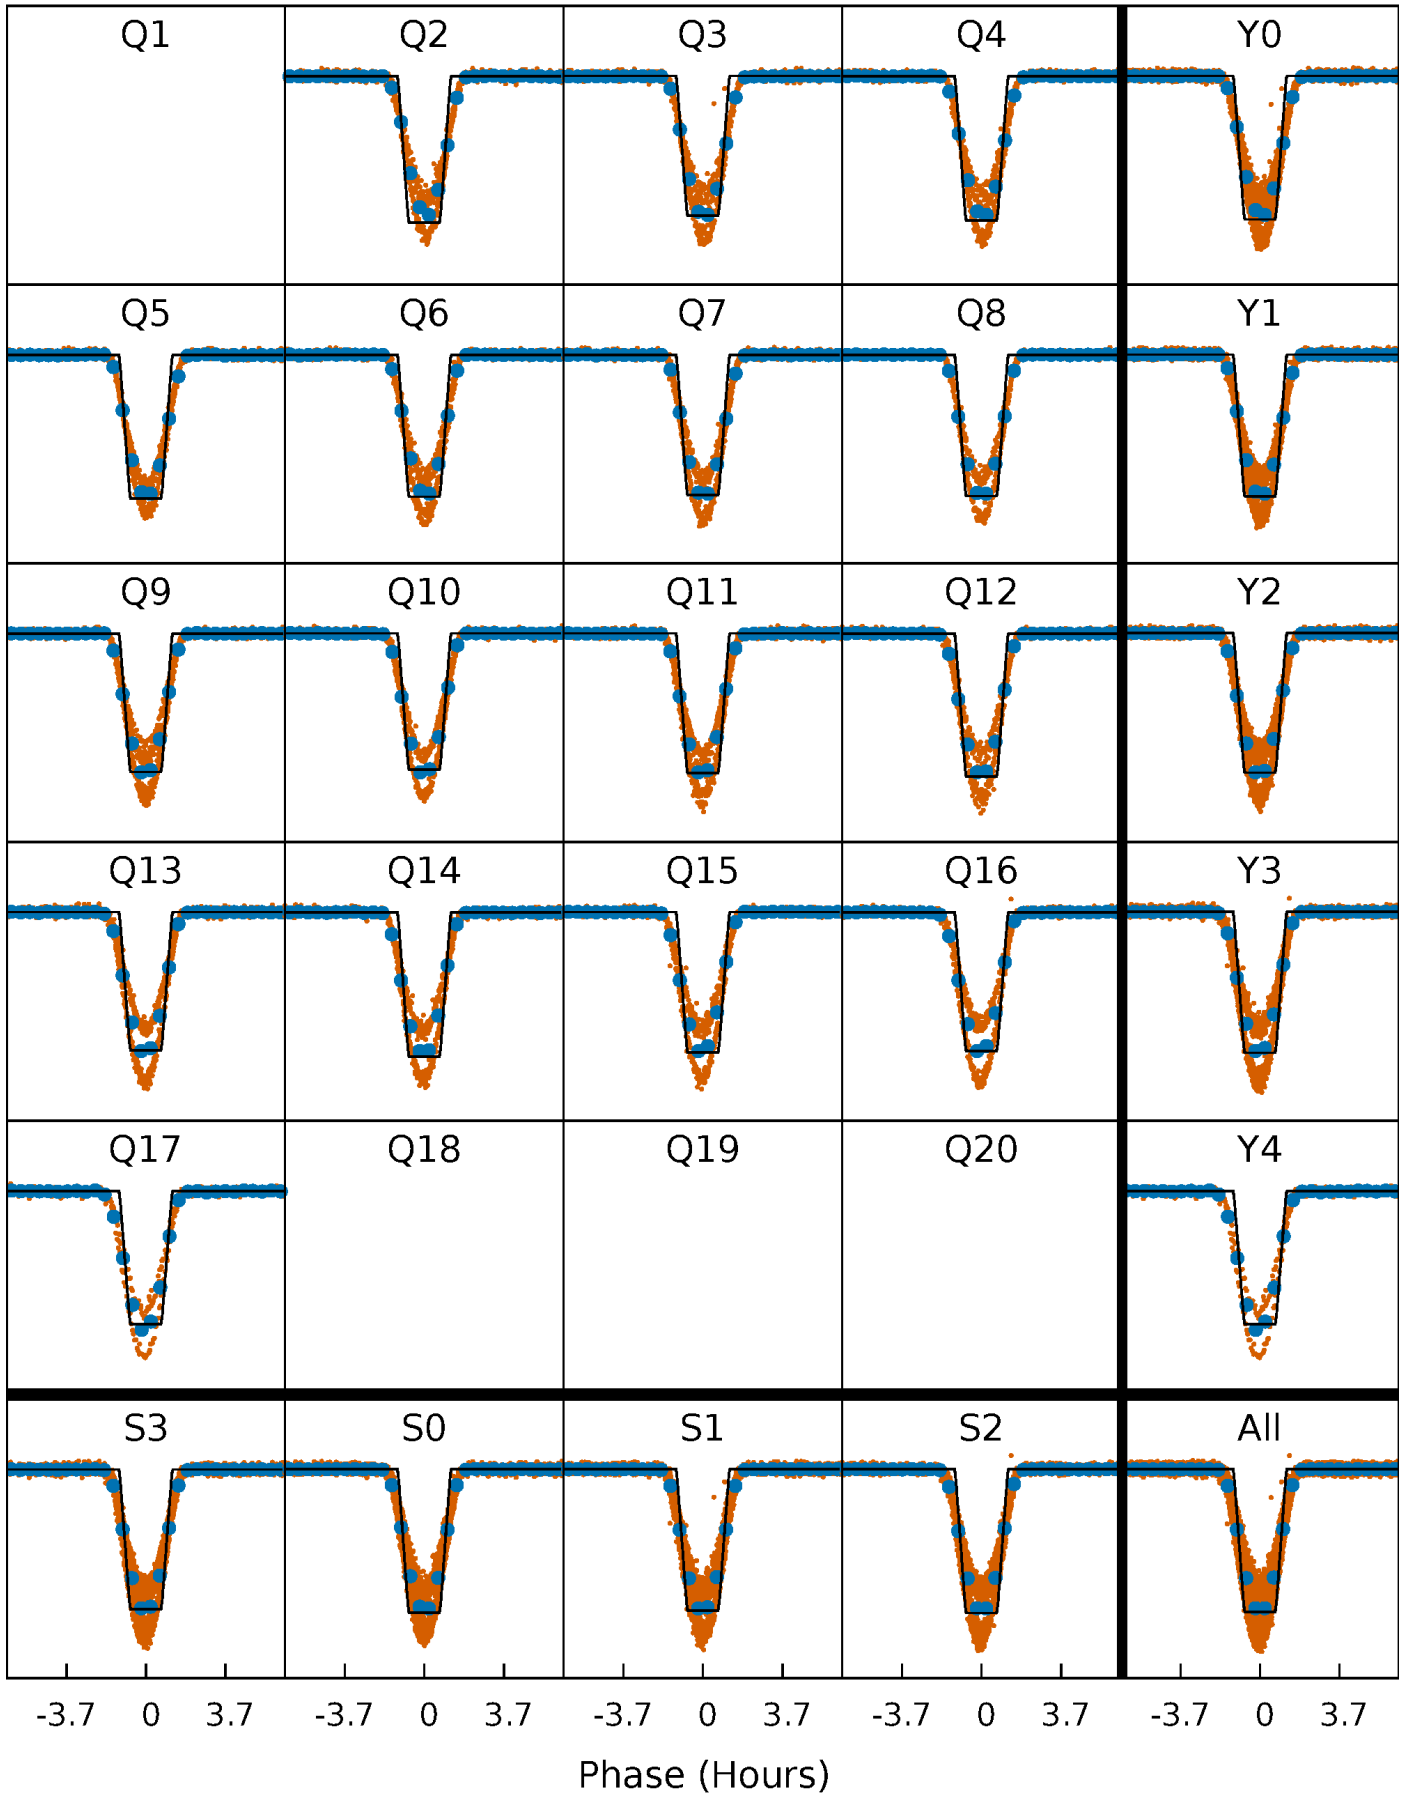 Q1 Q2 Q3 Q4 Y0
Q5 Q6 Q7 Q8 Y1
Q9 Q10 Q11 Q12 Y2
Q13 Q14 Q15 Q16 Y3
Q17 Q18 Q19 Q20 Y4
S3 S0 S1 S2 All
-3.7 0 3.7 -3.7 0 3.7 -3.7 0 3.7 -3.7 0 3.7 -3.7 0 3.7
Phase (Hours)